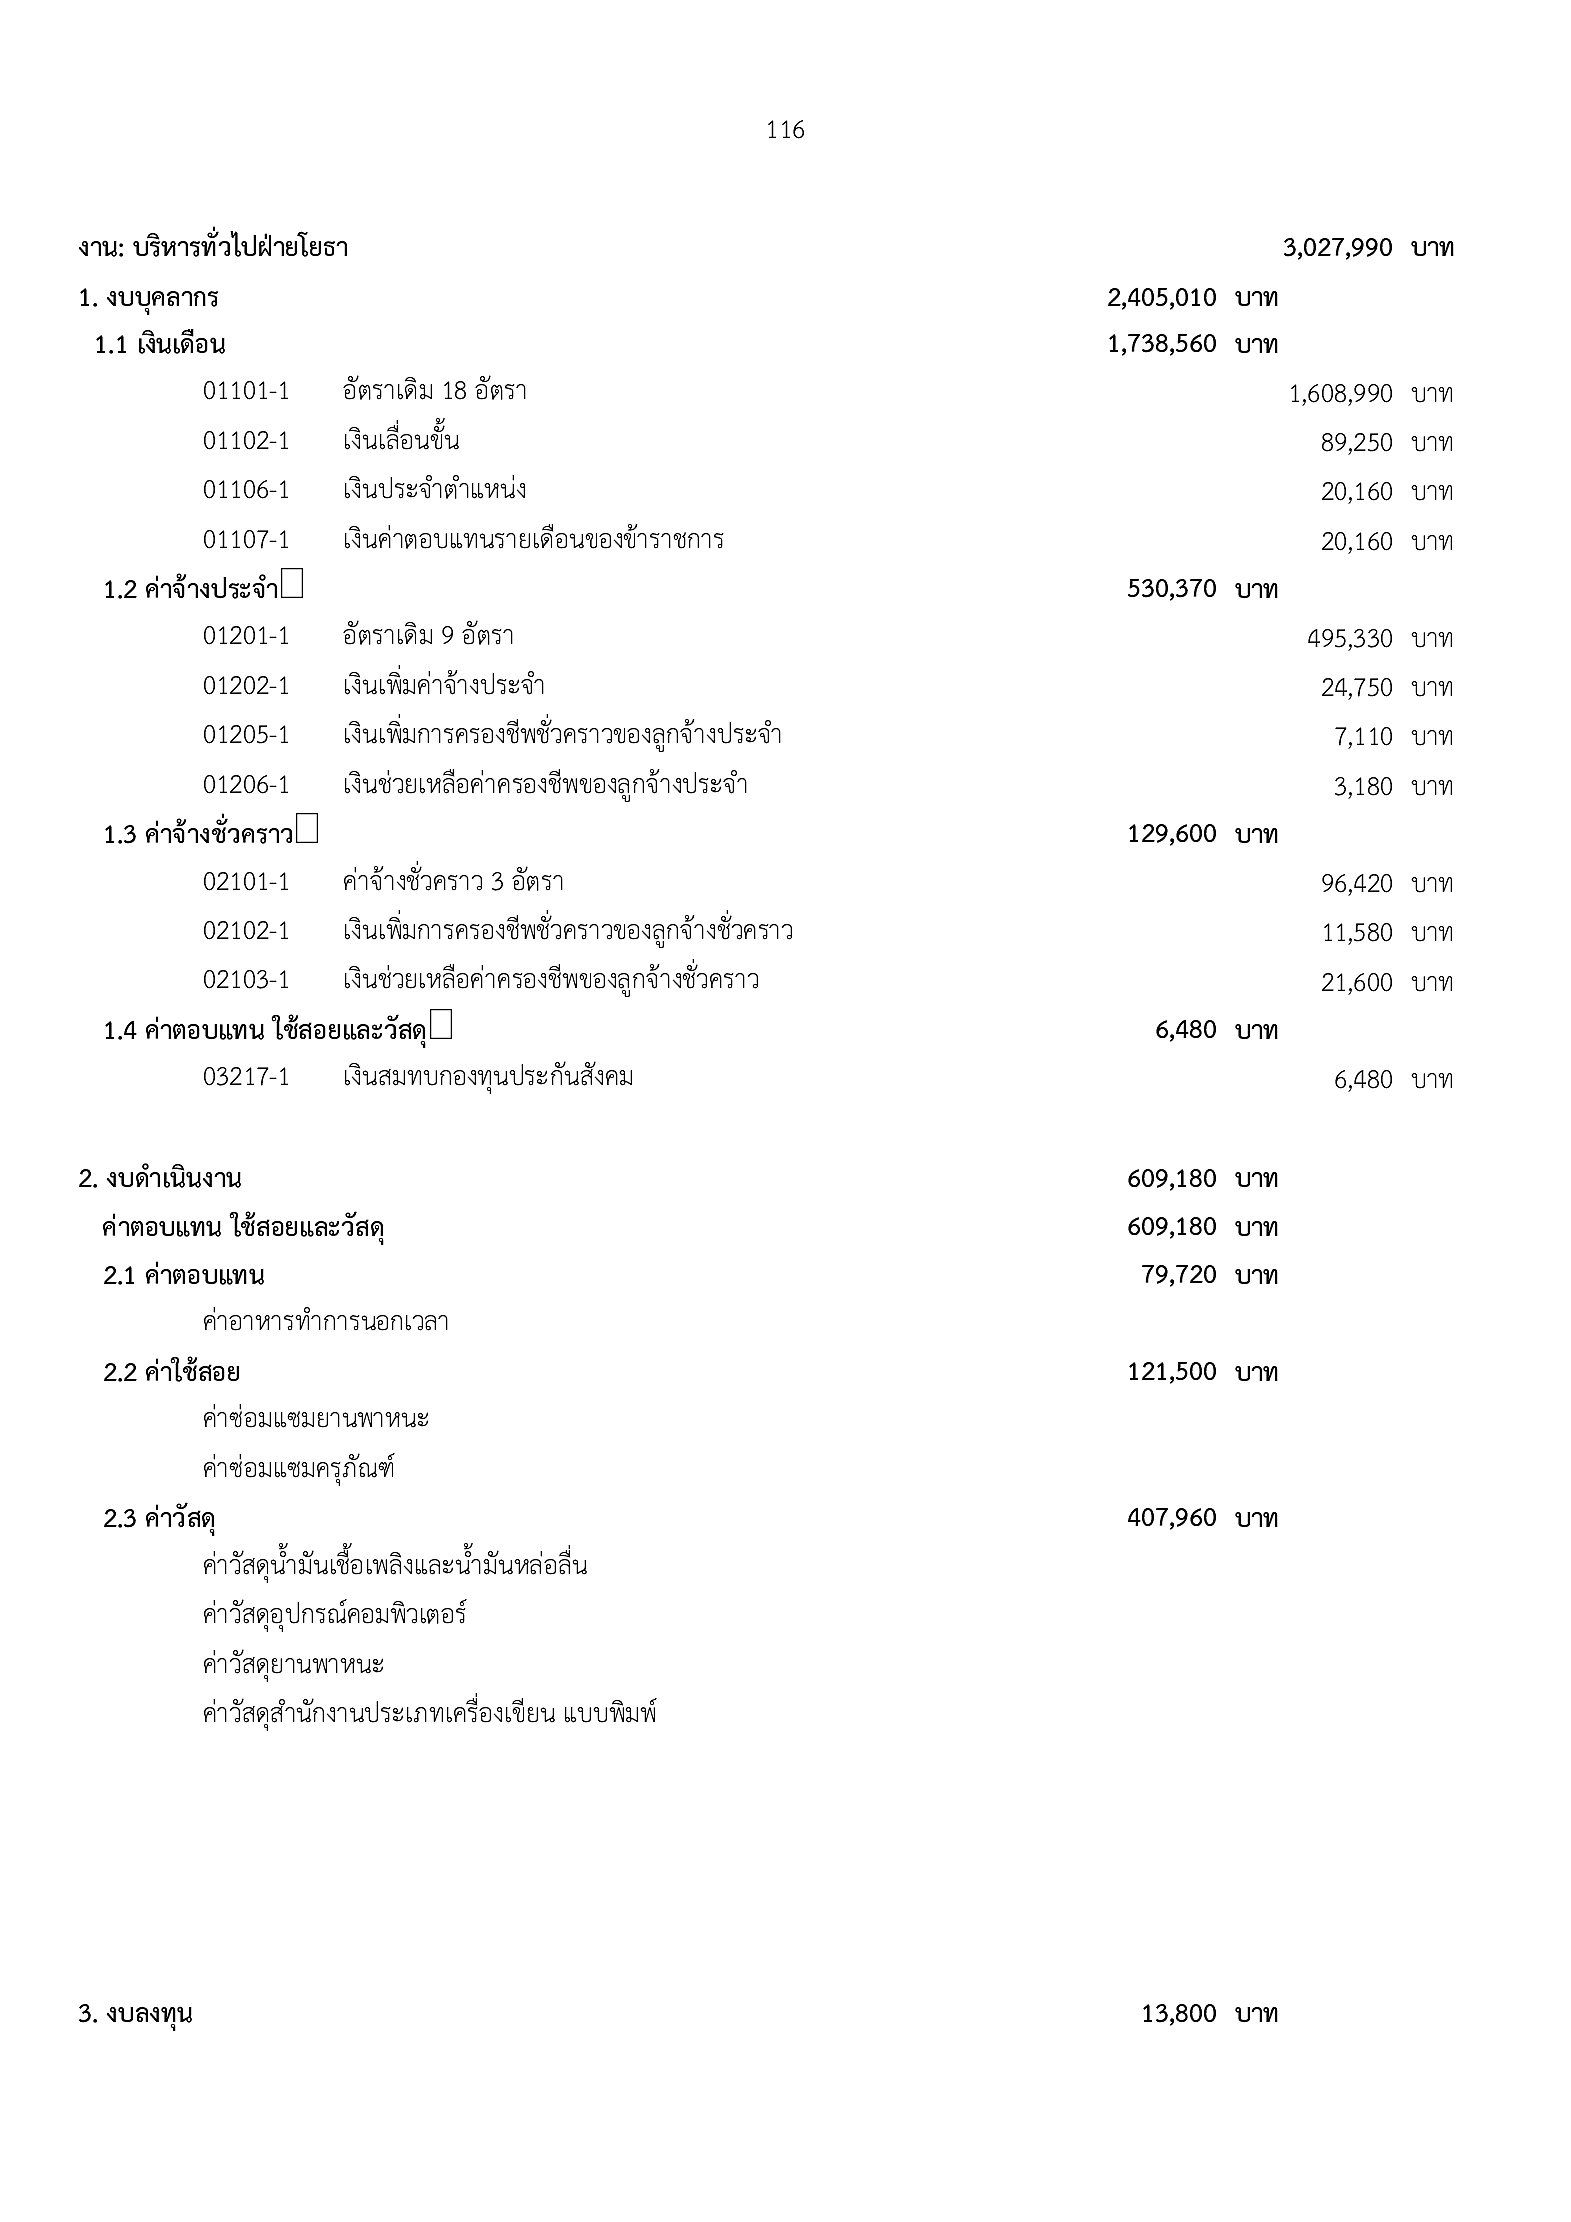 116
งาน: บริหารทั่วไปฝ่ายโยธา 3,027,990 บาท
1. งบบุคลากร 2,405,010 บาท
1.1 เงินเดือน 1,738,560 บาท
01101-1 อัตราเดิม 18 อัตรา 1,608,990 บาท
01102-1 เงินเลื่อนขั้น 89,250 บาท
01106-1 เงินประจำตำแหน่ง 20,160 บาท
01107-1 เงินค่าตอบแทนรายเดือนของข้าราชการ 20,160 บาท
1.2 ค่าจ้างประจำ 530,370 บาท
01201-1 อัตราเดิม 9 อัตรา 495,330 บาท
01202-1 เงินเพิ่มค่าจ้างประจำ 24,750 บาท
01205-1 เงินเพิ่มการครองชีพชั่วคราวของลูกจ้างประจำ 7,110 บาท
01206-1 เงินช่วยเหลือค่าครองชีพของลูกจ้างประจำ 3,180 บาท
1.3 ค่าจ้างชั่วคราว 129,600 บาท
02101-1 ค่าจ้างชั่วคราว 3 อัตรา 96,420 บาท
02102-1 เงินเพิ่มการครองชีพชั่วคราวของลูกจ้างชั่วคราว 11,580 บาท
02103-1 เงินช่วยเหลือค่าครองชีพของลูกจ้างชั่วคราว 21,600 บาท
1.4 ค่าตอบแทน ใช้สอยและวัสดุ 6,480 บาท
03217-1 เงินสมทบกองทุนประกันสังคม 6,480 บาท
2. งบดำเนินงาน 609,180 บาท
ค่าตอบแทน ใช้สอยและวัสดุ 609,180 บาท
2.1 ค่าตอบแทน 79,720 บาท
ค่าอาหารทำการนอกเวลา
2.2 ค่าใช้สอย 121,500 บาท
ค่าซ่อมแซมยานพาหนะ
ค่าซ่อมแซมครุภัณฑ์
2.3 ค่าวัสดุ 407,960 บาท
ค่าวัสดุน้ำมันเชื้อเพลิงและน้ำมันหล่อลื่น
ค่าวัสดุอุปกรณ์คอมพิวเตอร์
ค่าวัสดุยานพาหนะ
ค่าวัสดุสำนักงานประเภทเครื่องเขียน แบบพิมพ์
3. งบลงทุน 13,800 บาท